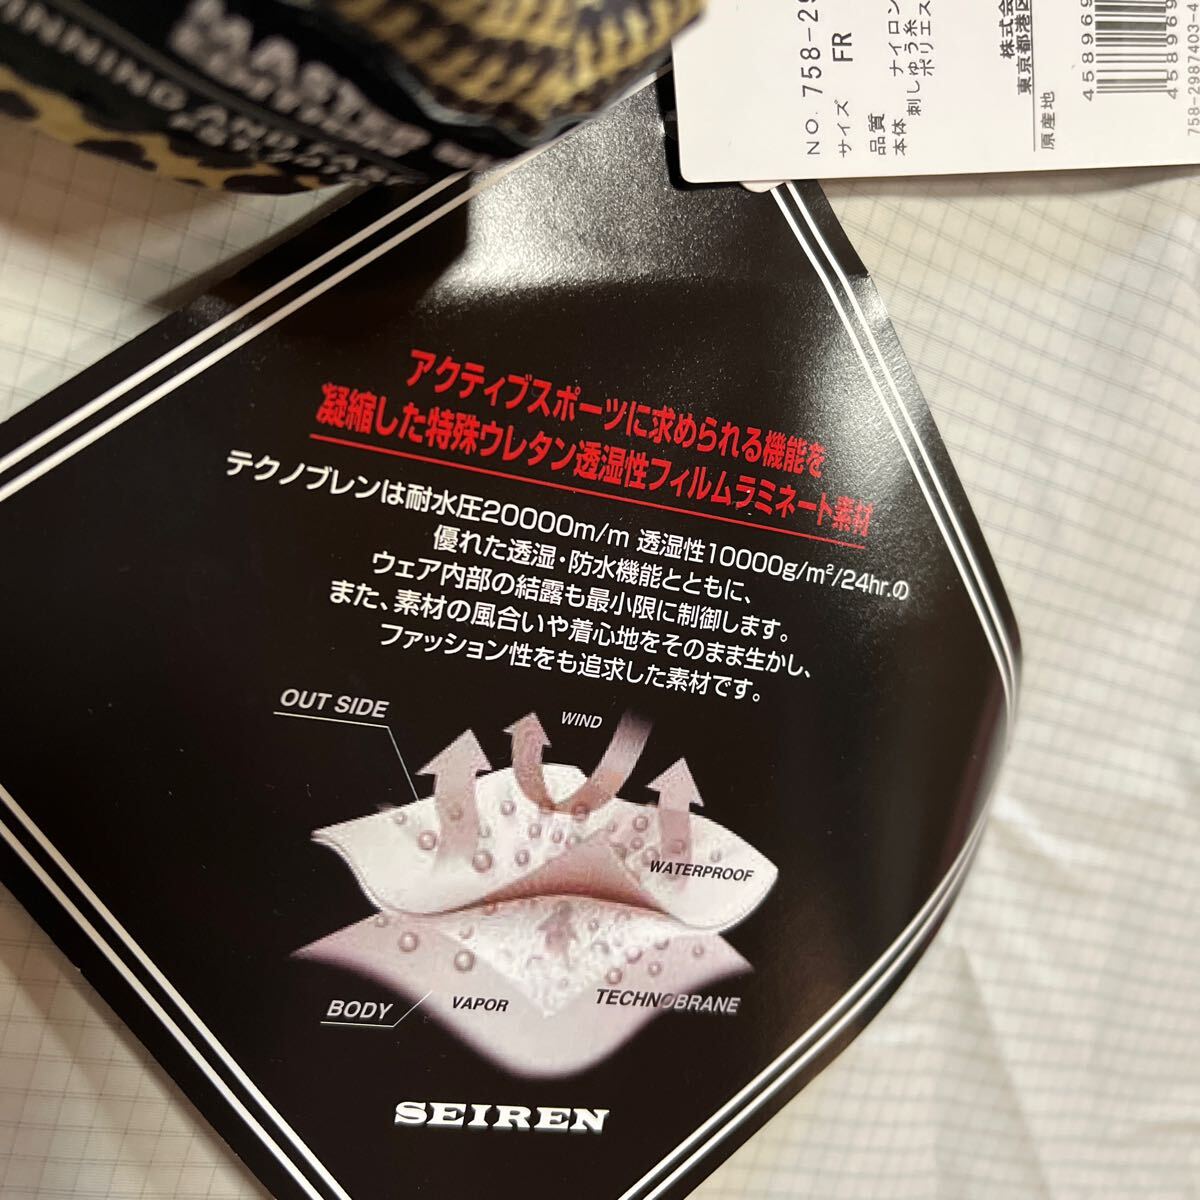 MASTER
NO. 758-29
サイズ FR
品質
本体 ナイロン
刺しゅう糸 ポリエス
株式会
東京都港区
原産地
758-2987403-4
アクティブスポーツに求められる機能を
凝縮した特殊ウレタン透湿性フィルムラミネート素材
テクノブレンは耐水圧20000m/m 透湿性10000g/m²/24hr.の
優れた透湿・防水機能とともに、
ウェア内部の結露も最小限に制御します。
また、素材の風合いや着心地をそのまま生かし、
ファッション性をも追求した素材です。
OUT SIDE
WIND
WATERPROOF
BODY
VAPOR
TECHNOBRANE
SEIREN